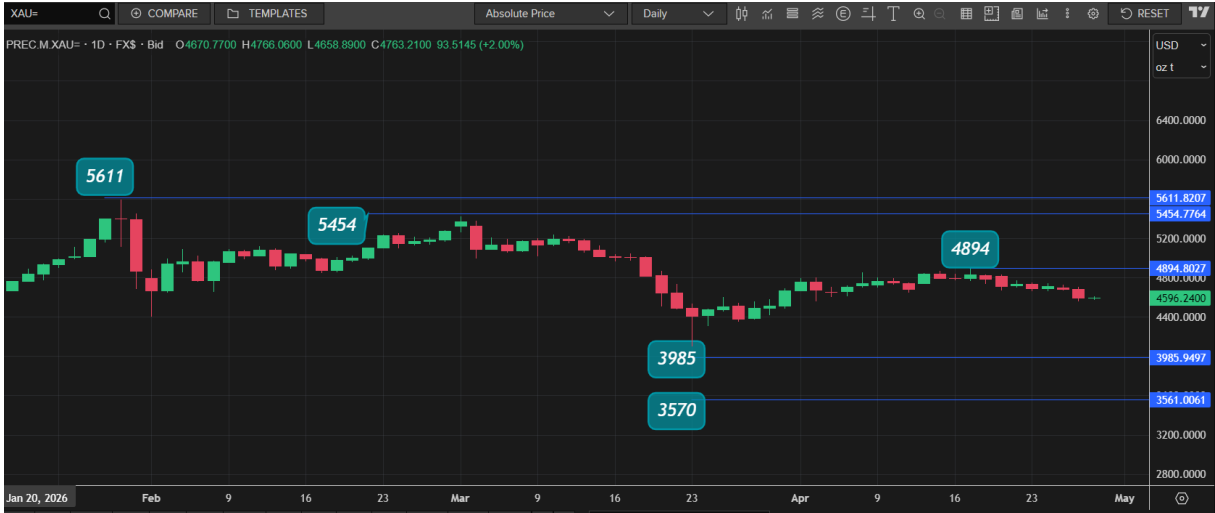 XAU=
COMPARE
TEMPLATES
Absolute Price
Daily
RESET
PREC.M.XAU= · 1D · FX$ · Bid O4670.7700 H4766.0600 L4658.8900 C4763.2100 93.5145 (+2.00%)
USD
oz t
6400.0000
6000.0000
5611
5611.8207
5454
5454.7764
5200.0000
4894
4894.8027
4800.0000
4596.2400
4400.0000
3985
3985.9497
3570
3561.0061
3200.0000
2800.0000
Jan 20, 2026 Feb 9 16 23 Mar 9 16 23 Apr 9 16 23 May